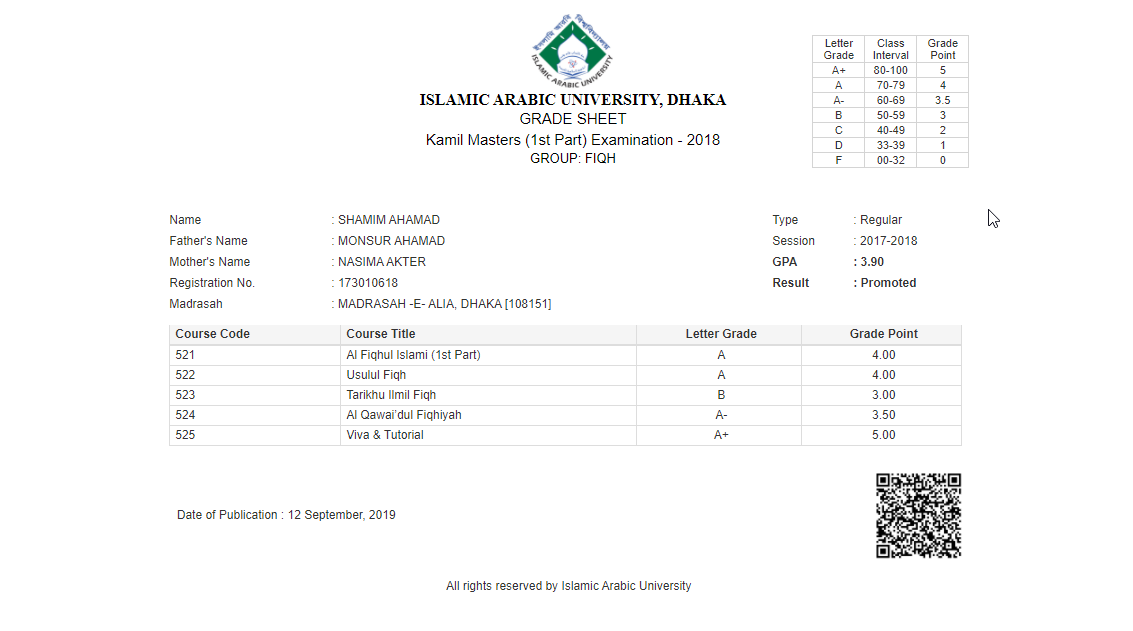 ISLAMIC ARABIC UNIVERSITY
ISLAMIC ARABIC UNIVERSITY, DHAKA
GRADE SHEET
Kamil Masters (1st Part) Examination - 2018
GROUP: FIQH
Letter Grade Class Interval Grade Point
A+ 80-100 5
A 70-79 4
A- 60-69 3.5
B 50-59 3
C 40-49 2
D 33-39 1
F 00-32 0
Name : SHAMIM AHAMAD Type : Regular
Father's Name : MONSUR AHAMAD Session : 2017-2018
Mother's Name : NASIMA AKTER GPA : 3.90
Registration No. : 173010618 Result : Promoted
Madrasah : MADRASAH -E- ALIA, DHAKA [108151]
Course Code Course Title Letter Grade Grade Point
521 Al Fiqhul Islami (1st Part) A 4.00
522 Usulul Fiqh A 4.00
523 Tarikhu Ilmil Fiqh B 3.00
524 Al Qawai’dul Fiqhiyah A- 3.50
525 Viva & Tutorial A+ 5.00
Date of Publication : 12 September, 2019
All rights reserved by Islamic Arabic University